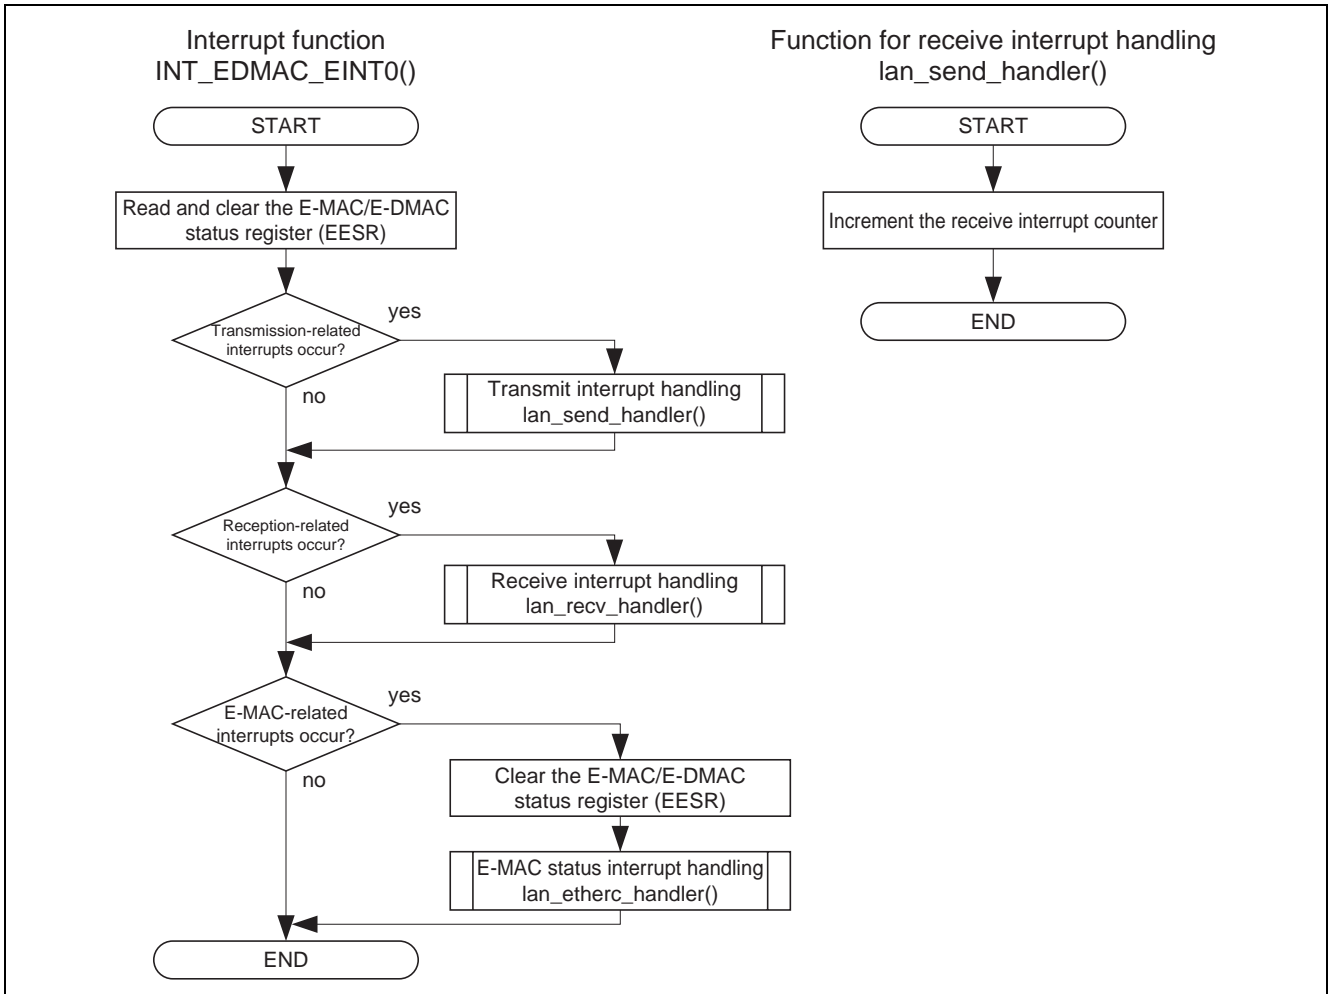 Interrupt function
INT_EDMAC_EINT0()
START
Read and clear the E-MAC/E-DMAC
status register (EESR)
Transmission-related
interrupts occur?
yes
no
Transmit interrupt handling
lan_send_handler()
Reception-related
interrupts occur?
yes
no
Receive interrupt handling
lan_recv_handler()
E-MAC-related
interrupts occur?
yes
no
Clear the E-MAC/E-DMAC
status register (EESR)
E-MAC status interrupt handling
lan_etherc_handler()
END
Function for receive interrupt handling
lan_send_handler()
START
Increment the receive interrupt counter
END